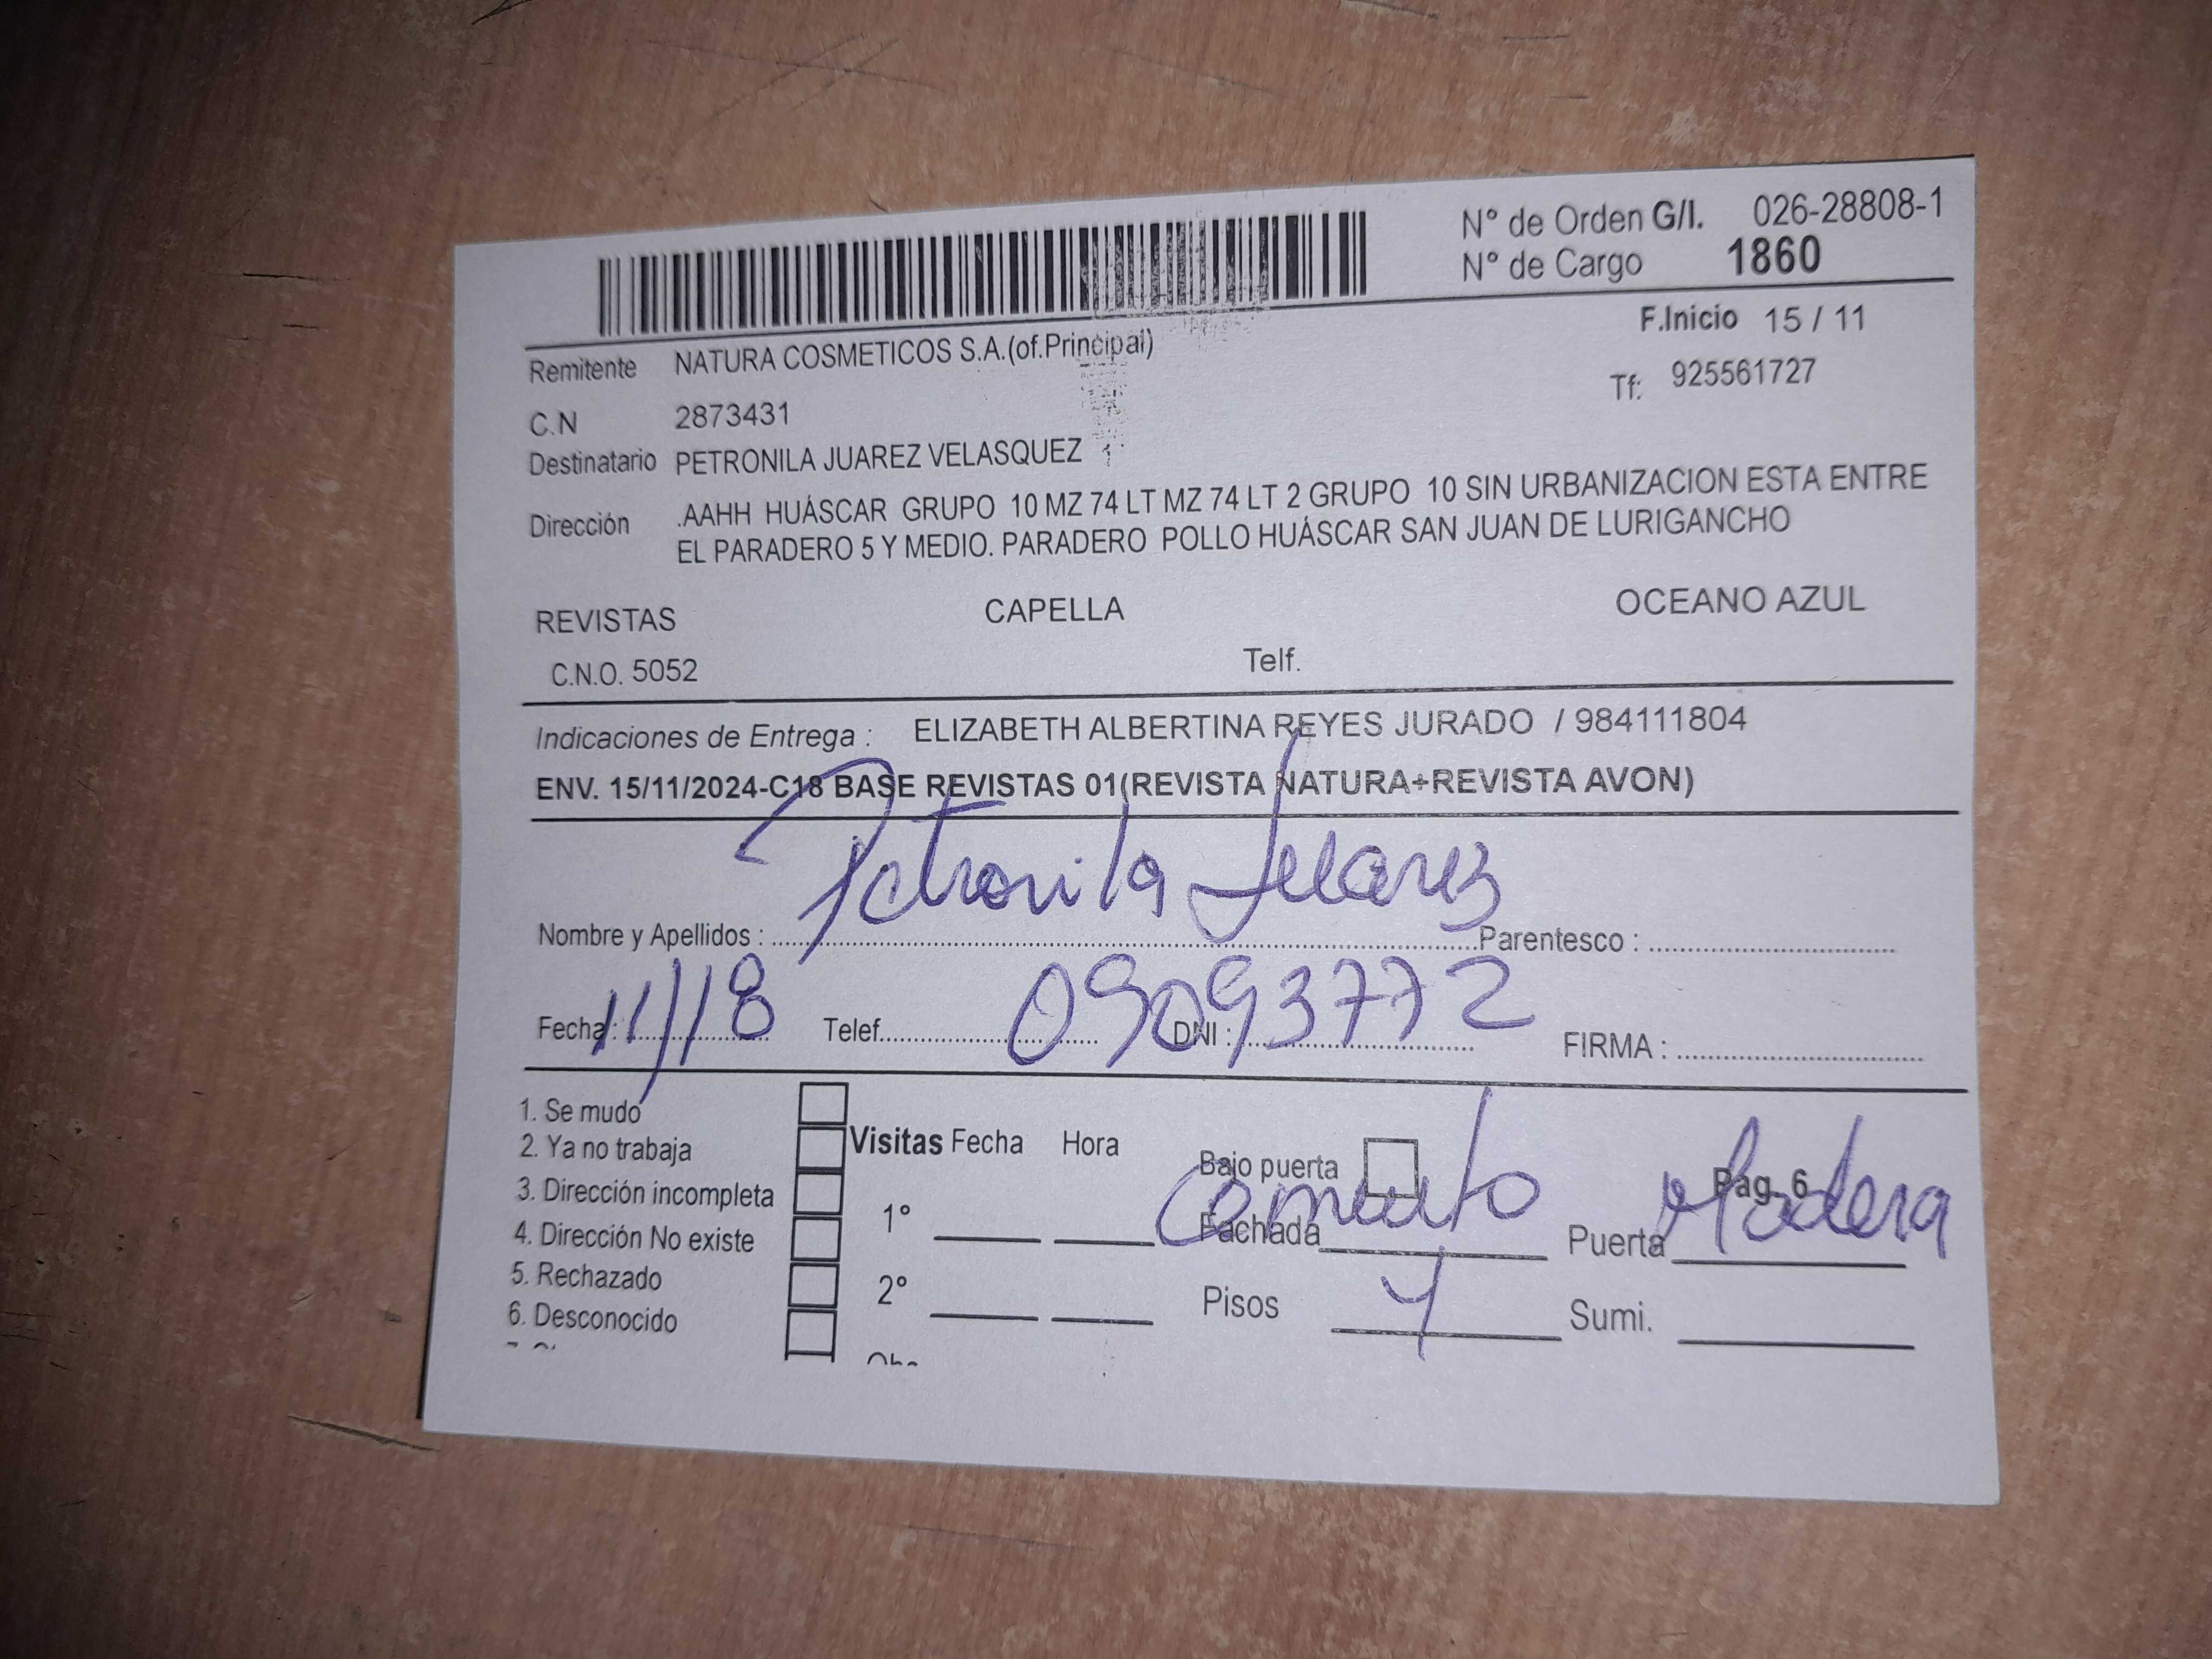 N° de Orden G/I. 026-28808-1
N° de Cargo 1860
F.Inicio 15 / 11
Remitente NATURA COSMETICOS S.A.(of.Principal)
Tf: 925561727
C.N 2873431
Destinatario PETRONILA JUAREZ VELASQUEZ 1
Dirección .AAHH HUÁSCAR GRUPO 10 MZ 74 LT MZ 74 LT 2 GRUPO 10 SIN URBANIZACION ESTA ENTRE
EL PARADERO 5 Y MEDIO. PARADERO POLLO HUÁSCAR SAN JUAN DE LURIGANCHO
REVISTAS CAPELLA OCEANO AZUL
C.N.O. 5052 Telf.
Indicaciones de Entrega : ELIZABETH ALBERTINA REYES JURADO / 984111804
ENV. 15/11/2024-C18 BASE REVISTAS 01(REVISTA NATURA+REVISTA AVON)
Nombre y Apellidos : Petronila Juarez Parentesco :
Fecha : 11/18 Telef. DNI : 09093772 FIRMA :
1. Se mudo
2. Ya no trabaja
3. Dirección incompleta
4. Dirección No existe
5. Rechazado
6. Desconocido
Visitas Fecha Hora
1°
2°
Bajo puerta Pag- 6
Fachada Cemento Puerta Madera
Pisos 4 Sumi.